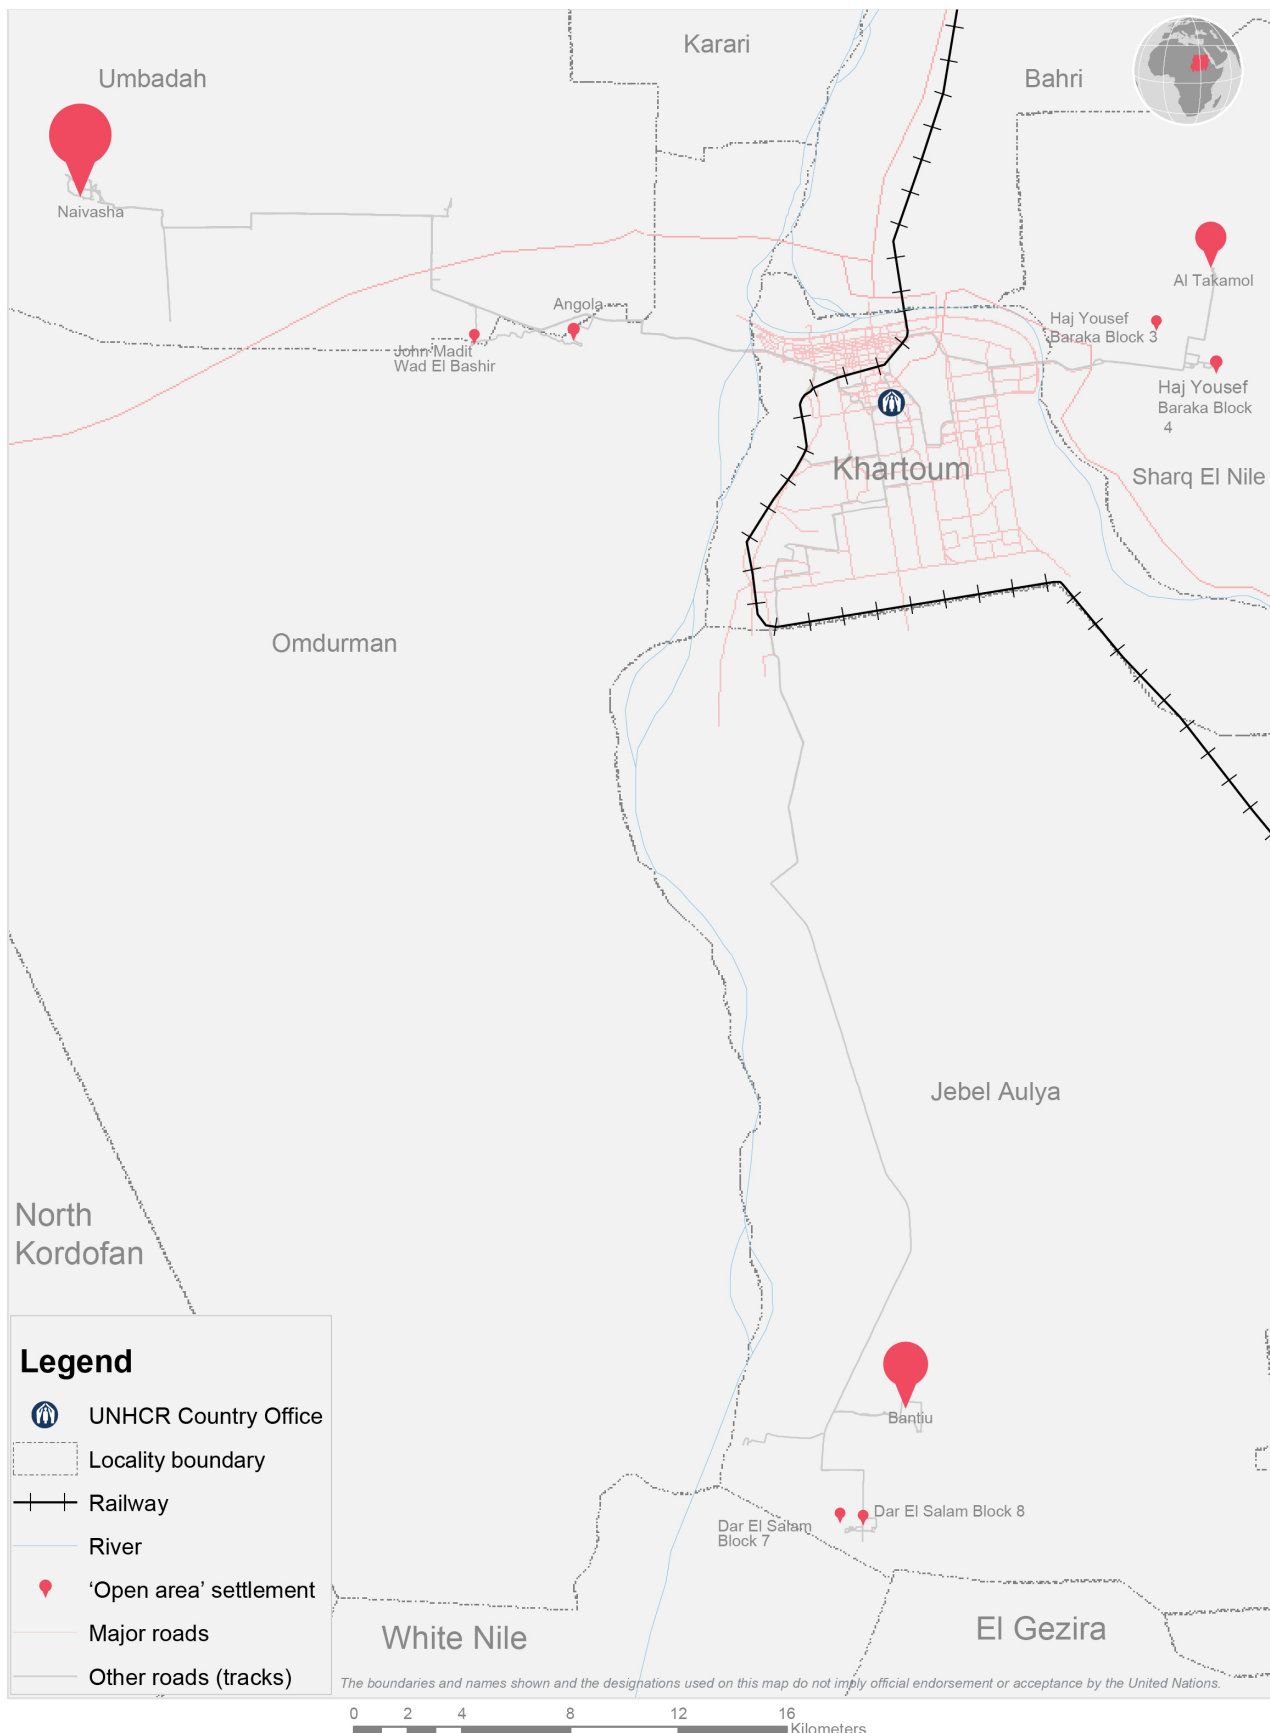 Karari
Umbadah
Bahri
Naivasha
Al Takamol
Angola
Haj Yousef
Baraka Block 3
John Madit
Wad El Bashir
Haj Yousef
Baraka Block
4
Khartoum
Sharq El Nile
Omdurman
Jebel Aulya
North
Kordofan
Bantiu
Dar El Salam Block 8
Dar El Salam
Block 7
White Nile
El Gezira
Legend
UNHCR Country Office
Locality boundary
Railway
River
‘Open area’ settlement
Major roads
Other roads (tracks)
The boundaries and names shown and the designations used on this map do not imply official endorsement or acceptance by the United Nations.
0 2 4 8 12 16
Kilometers